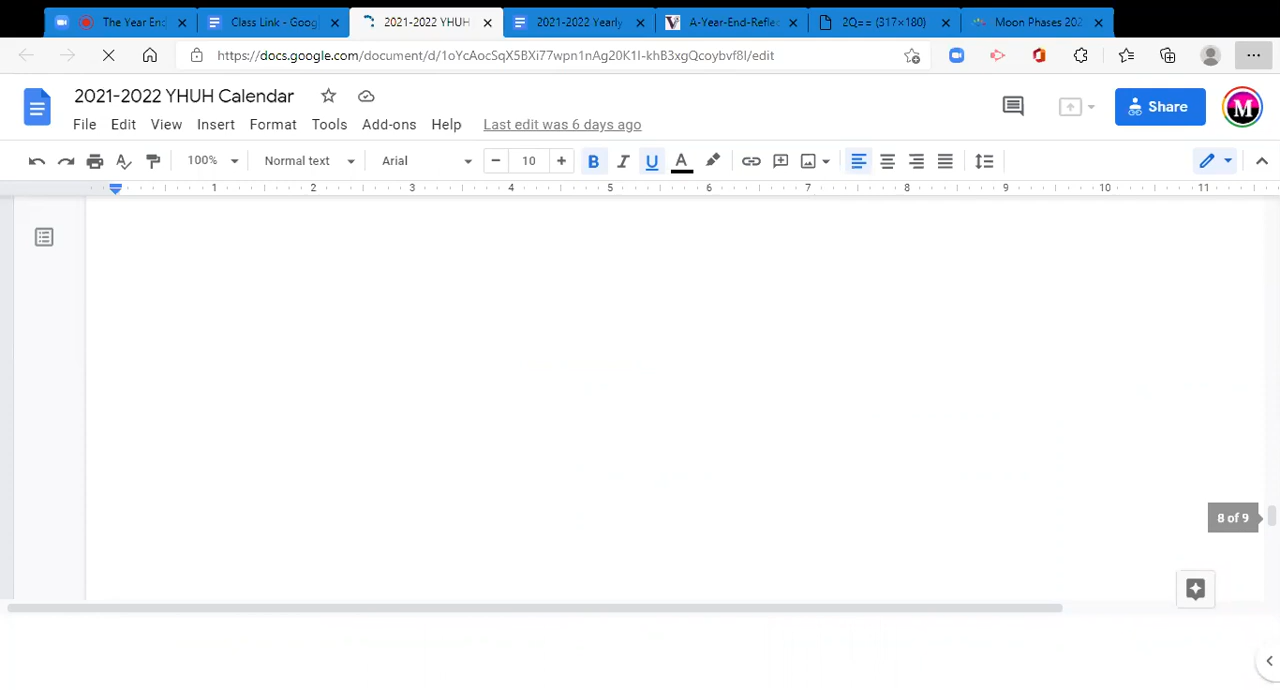 The Year End
Class Link - Goog
2021-2022 YHUH
2021-2022 Yearly
A-Year-End-Refle
2Q== (317×180)
Moon Phases 202
https://docs.google.com/document/d/1oYcAocSqX5BXi77wpn1nAg20K1I-khB3xgQcoybvf8I/edit
2021-2022 YHUH Calendar
Share
M
File Edit View Insert Format Tools Add-ons Help Last edit was 6 days ago
100% Normal text Arial 10 B I U A
1 2 3 4 5 6 7 8 9 10 11
8 of 9